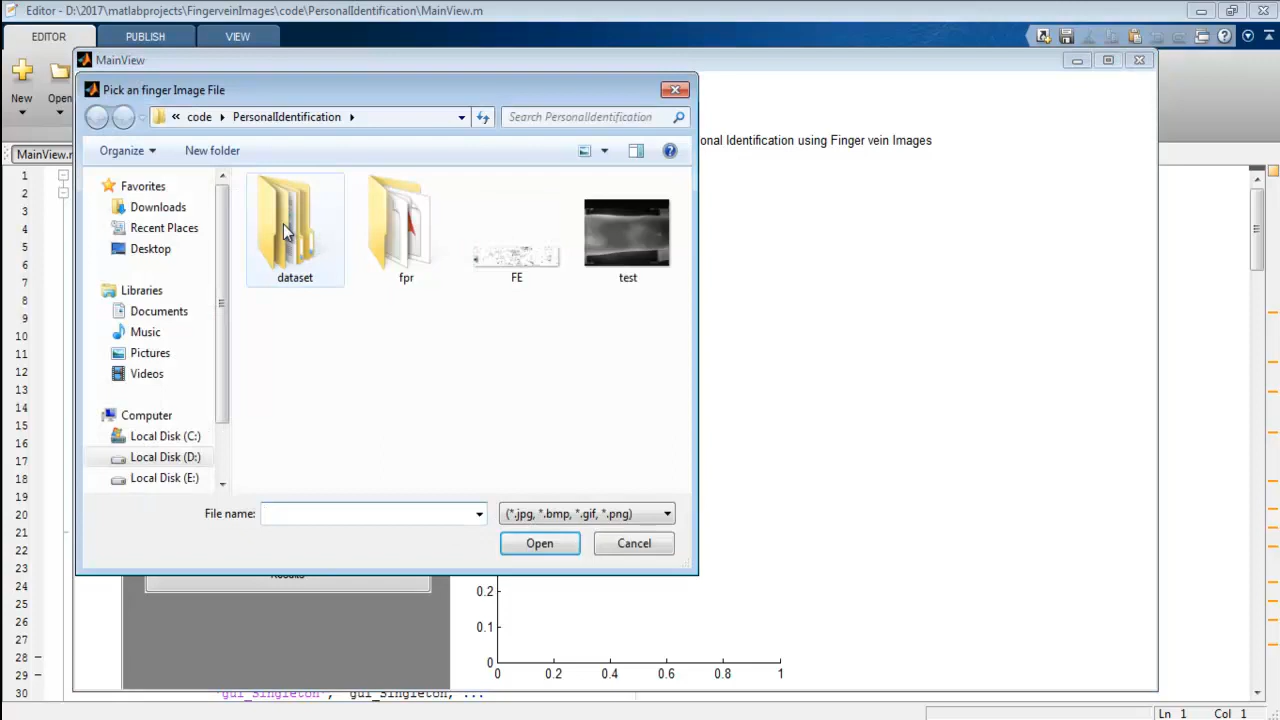 Editor - D:\2017\matlabprojects\FingerveinImages\code\PersonalIdentification\MainView.m
EDITOR
PUBLISH
VIEW
MainView
New
Open
Pick an finger Image File
« code PersonalIdentification
Search PersonalIdentification
onal Identification using Finger vein Images
Organize
New folder
MainView.m
Favorites
Downloads
Recent Places
Desktop
Libraries
Documents
Music
Pictures
Videos
Computer
Local Disk (C:)
Local Disk (D:)
Local Disk (E:)
dataset
fpr
FE
test
File name:
(*.jpg, *.bmp, *.gif, *.png)
Open
Cancel
1
2
3
4
5
6
7
8
9
10
11
12
13
14
15
16
17
18
19
20
21
22
23
24
25
26
27
28
29
30
0.2
0.1
0
0 0.2 0.4 0.6 0.8 1
'gui_Singleton', gui_Singleton, ...
Ln 1 Col 1